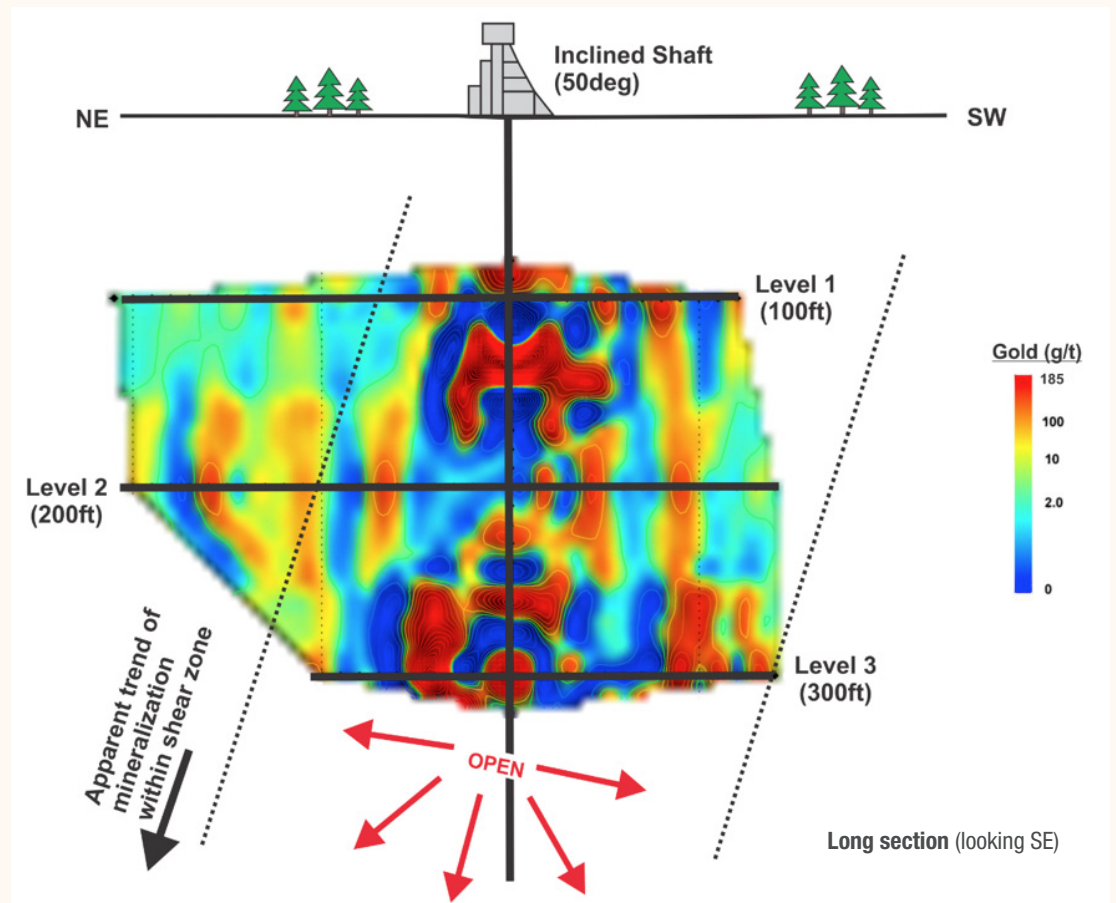 Inclined Shaft
(50deg)
NE
SW
Level 1
(100ft)
Gold (g/t)
185
100
10
2.0
0
Level 2
(200ft)
Level 3
(300ft)
Apparent trend of
mineralization
within shear zone
OPEN
Long section (looking SE)